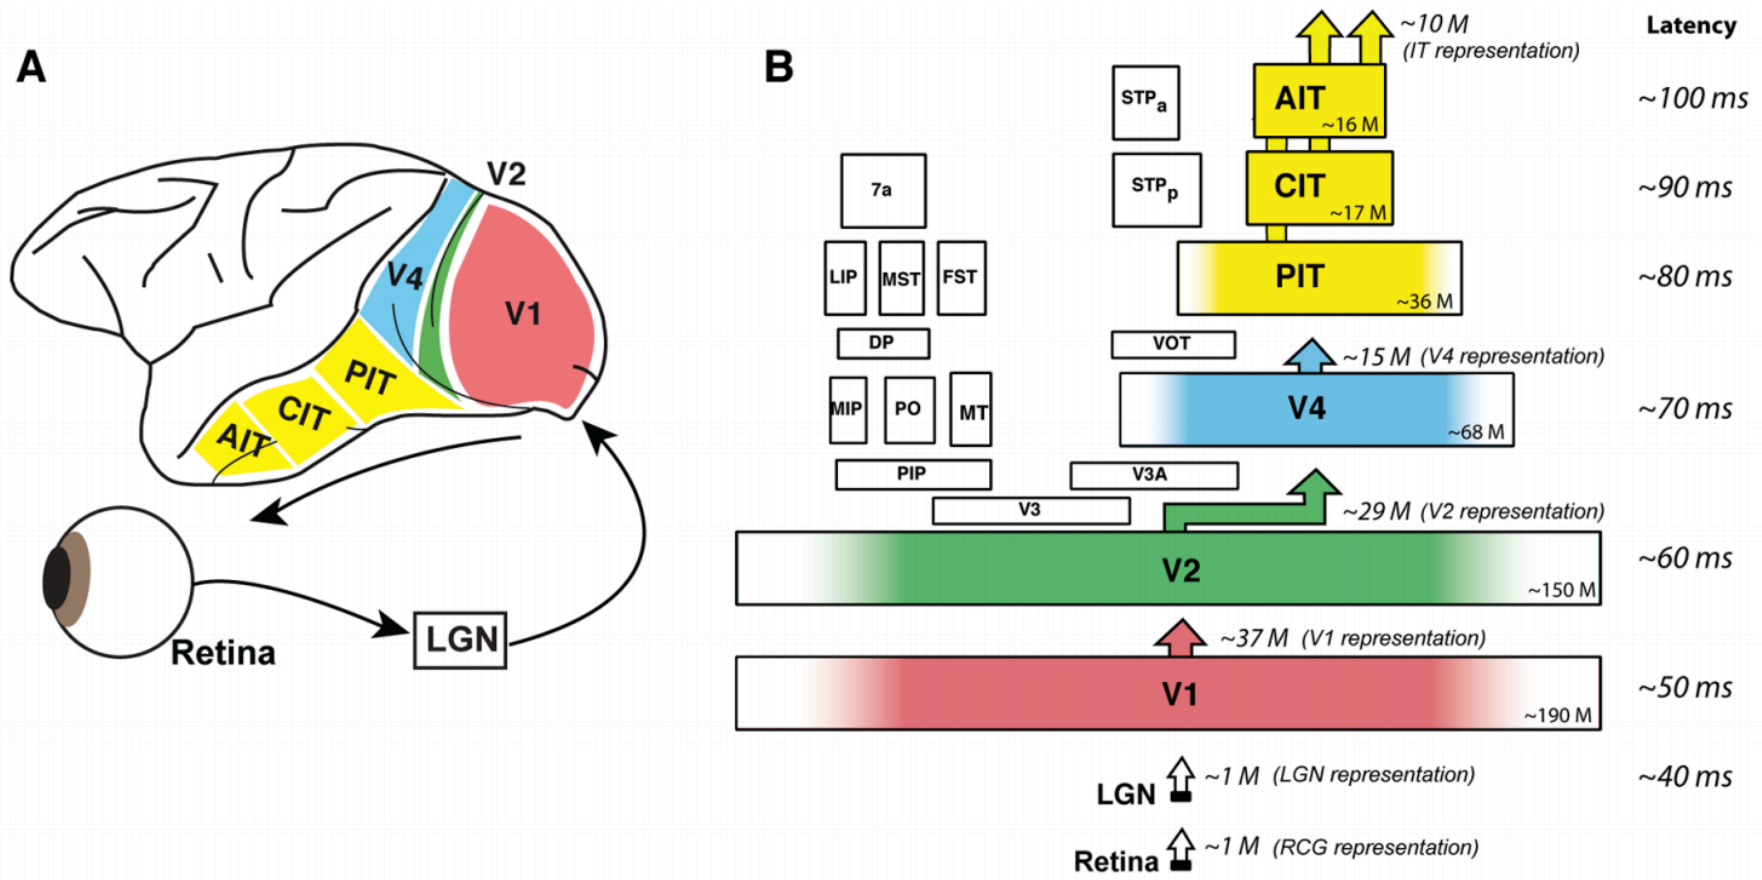 A
V2
V4
V1
PIT
CIT
AIT
Retina
LGN
B
Latency
~10 M
(IT representation)
STPa
AIT
~16 M
~100 ms
7a
STPp
CIT
~17 M
~90 ms
LIP
MST
FST
PIT
~36 M
~80 ms
DP
VOT
~15 M (V4 representation)
MIP
PO
MT
V4
~68 M
~70 ms
PIP
V3A
V3
~29 M (V2 representation)
V2
~150 M
~60 ms
~37 M (V1 representation)
V1
~190 M
~50 ms
LGN
~1 M (LGN representation)
~40 ms
Retina
~1 M (RCG representation)